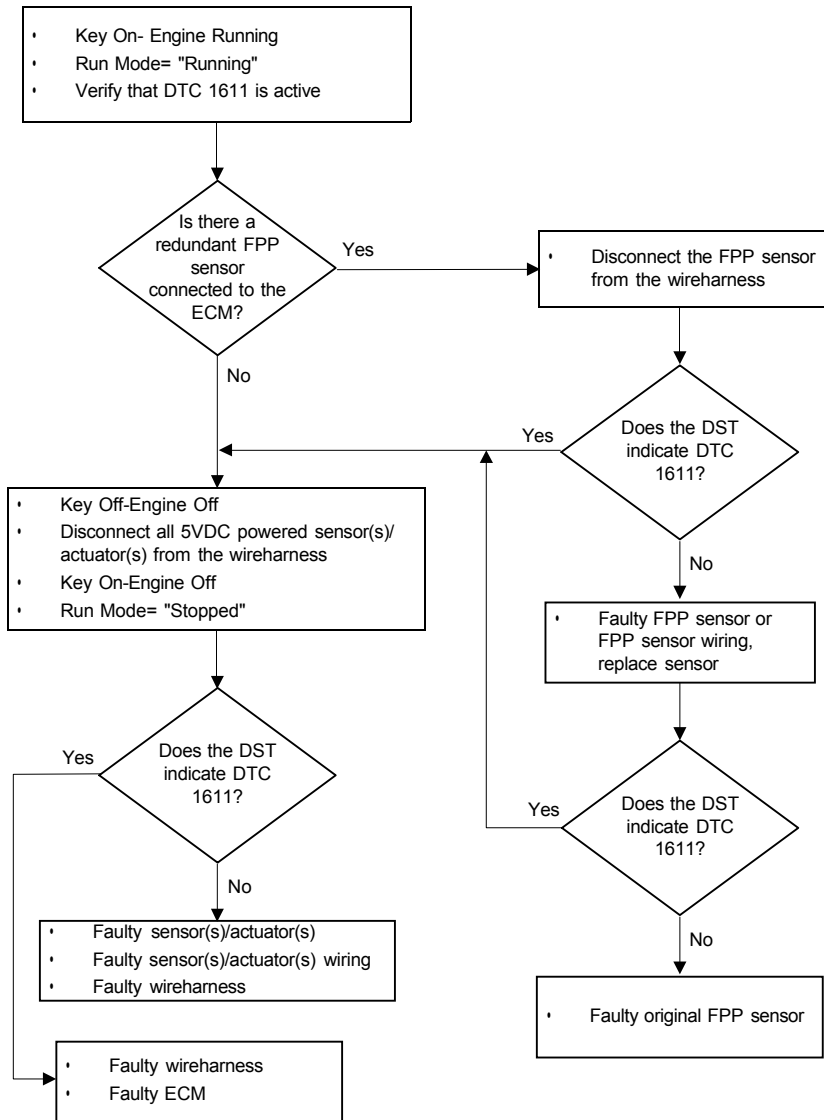 • Key On- Engine Running
• Run Mode= "Running"
• Verify that DTC 1611 is active
Is there a
redundant FPP
sensor
connected to the
ECM?
Yes
• Disconnect the FPP sensor
from the wireharness
No
Does the DST
indicate DTC
1611?
Yes
• Key Off-Engine Off
• Disconnect all 5VDC powered sensor(s)/
actuator(s) from the wireharness
• Key On-Engine Off
• Run Mode= "Stopped"
No
• Faulty FPP sensor or
FPP sensor wiring,
replace sensor
Does the DST
indicate DTC
1611?
Yes
Does the DST
indicate DTC
1611?
Yes
No
• Faulty sensor(s)/actuator(s)
• Faulty sensor(s)/actuator(s) wiring
• Faulty wireharness
No
• Faulty original FPP sensor
• Faulty wireharness
• Faulty ECM